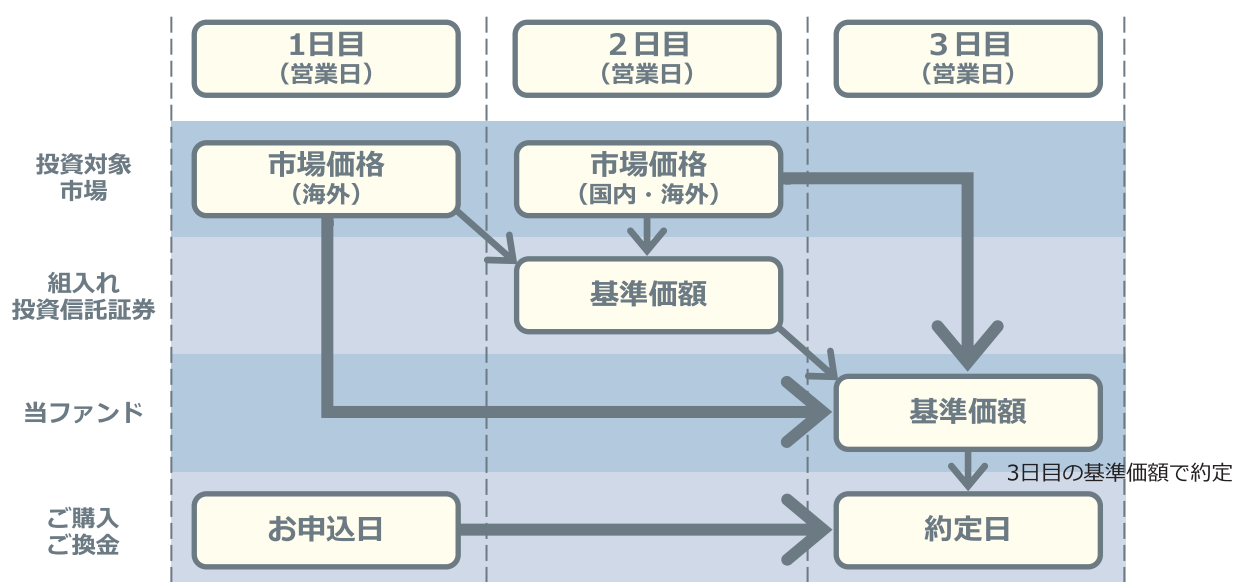 1日目
（営業日）
２日目
（営業日）
３日目
（営業日）
投資対象
市場
市場価格
（海外）
市場価格
（国内・海外）
組入れ
投資信託証券
基準価額
当ファンド
基準価額
3日目の基準価額で約定
ご購入
ご換金
お申込日
約定日